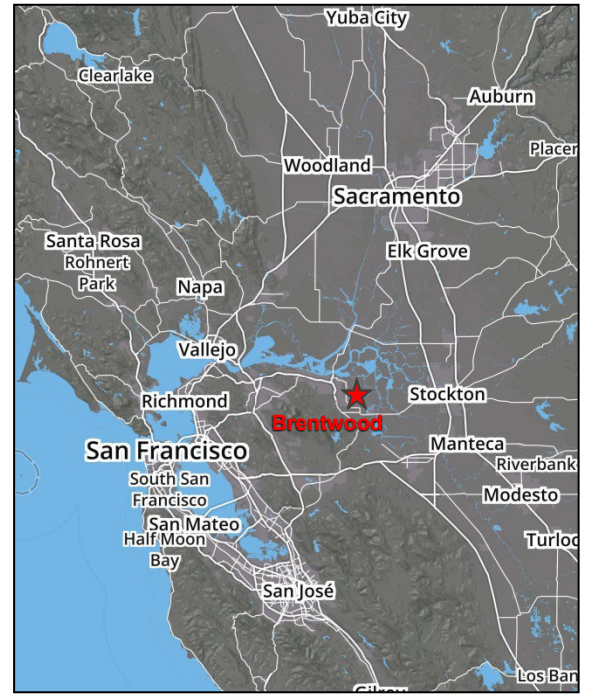 Yuba City
Clearlake
Auburn
Placer
Woodland
Sacramento
Santa Rosa
Rohnert
Park
Elk Grove
Napa
Vallejo
Richmond
Stockton
Brentwood
San Francisco
Manteca
Riverbank
South San
Francisco
Modesto
San Mateo
Half Moon
Bay
Turloc
San José
Los Ban
Gilroy